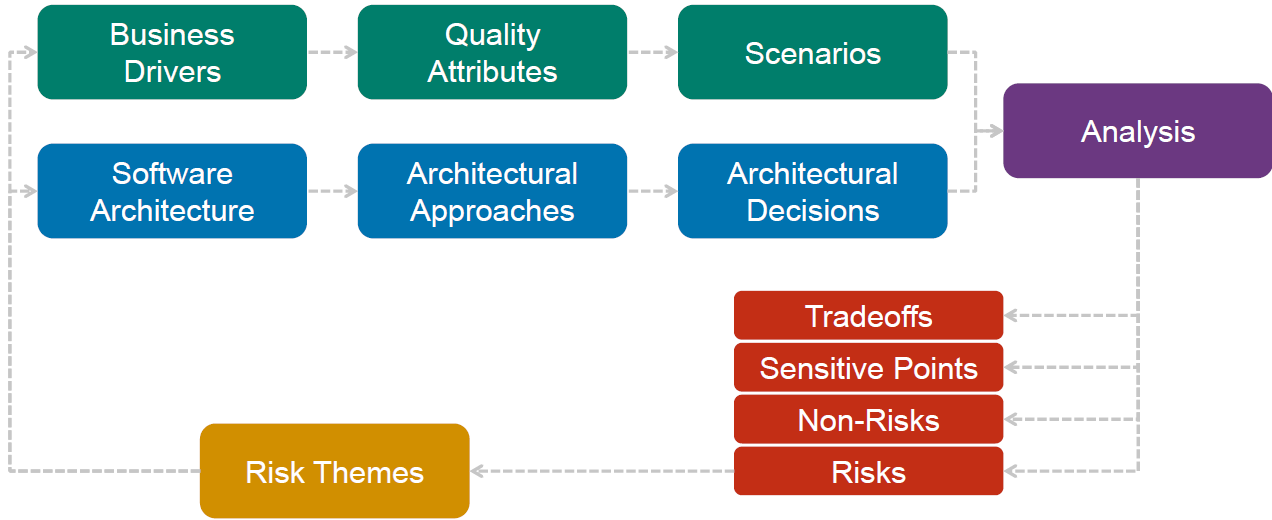 Business
Drivers
Quality
Attributes
Scenarios
Analysis
Software
Architecture
Architectural
Approaches
Architectural
Decisions
Tradeoffs
Sensitive Points
Non-Risks
Risks
Risk Themes